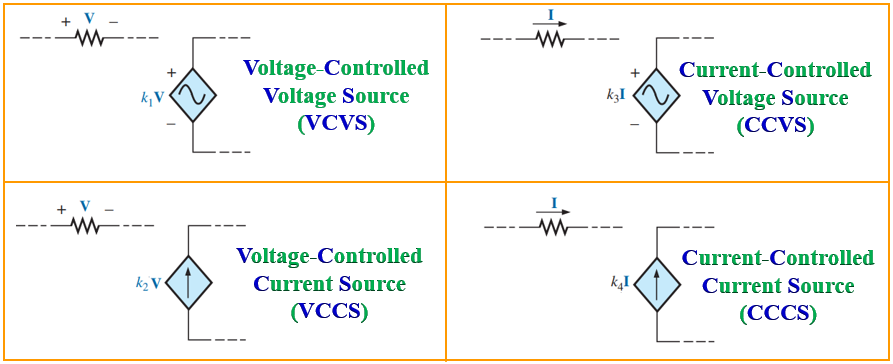 + V −
+
k₁V
−
Voltage-Controlled
Voltage Source
(VCVS)
I
+
k₃I
−
Current-Controlled
Voltage Source
(CCVS)
+ V −
k₂V
Voltage-Controlled
Current Source
(VCCS)
I
k₄I
Current-Controlled
Current Source
(CCCS)